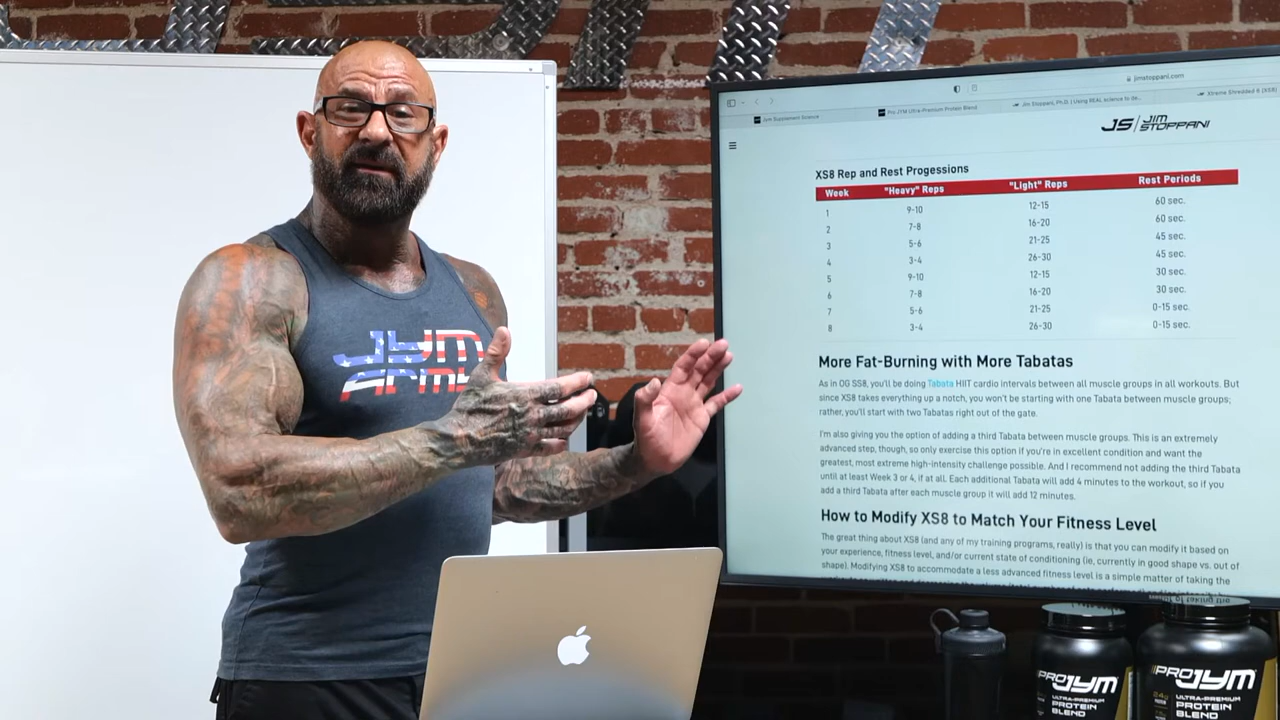 jimstoppani.com
Jym Supplement Science
Pro JYM Ultra-Premium Protein Blend
Jim Stoppani, Ph.D. | Using REAL science to de...
Xtreme Shredded 8 (XS8)
JS / JIM STOPPANI
XS8 Rep and Rest Progessions
Week "Heavy" Reps "Light" Reps Rest Periods
1 9-10 12-15 60 sec.
2 7-8 16-20 60 sec.
3 5-6 21-25 45 sec.
4 3-4 26-30 45 sec.
5 9-10 12-15 30 sec.
6 7-8 16-20 30 sec.
7 5-6 21-25 0-15 sec.
8 3-4 26-30 0-15 sec.
More Fat-Burning with More Tabatas
As in OG SS8, you'll be doing Tabata HIIT cardio intervals between all muscle groups in all workouts. But
since XS8 takes everything up a notch, you won't be starting with one Tabata between muscle groups;
rather, you'll start with two Tabatas right out of the gate.
I'm also giving you the option of adding a third Tabata between muscle groups. This is an extremely
advanced step, though, so only exercise this option if you're in excellent condition and want the
greatest, most extreme high-intensity challenge possible. And I recommend not adding the third Tabata
until at least Week 3 or 4, if at all. Each additional Tabata will add 4 minutes to the workout, so if you
add a third Tabata after each muscle group it will add 12 minutes.
How to Modify XS8 to Match Your Fitness Level
The great thing about XS8 (and any of my training programs, really) is that you can modify it based on
your experience, fitness level, and/or current state of conditioning (ie, currently in good shape vs. out of
shape). Modifying XS8 to accommodate a less advanced fitness level is a simple matter of taking the
JYM
ARMY
PROJYM
ULTRA-PREMIUM
PROTEIN
BLEND
PROJYM
24g
ULTRA-PREMIUM
PROTEIN
BLEND